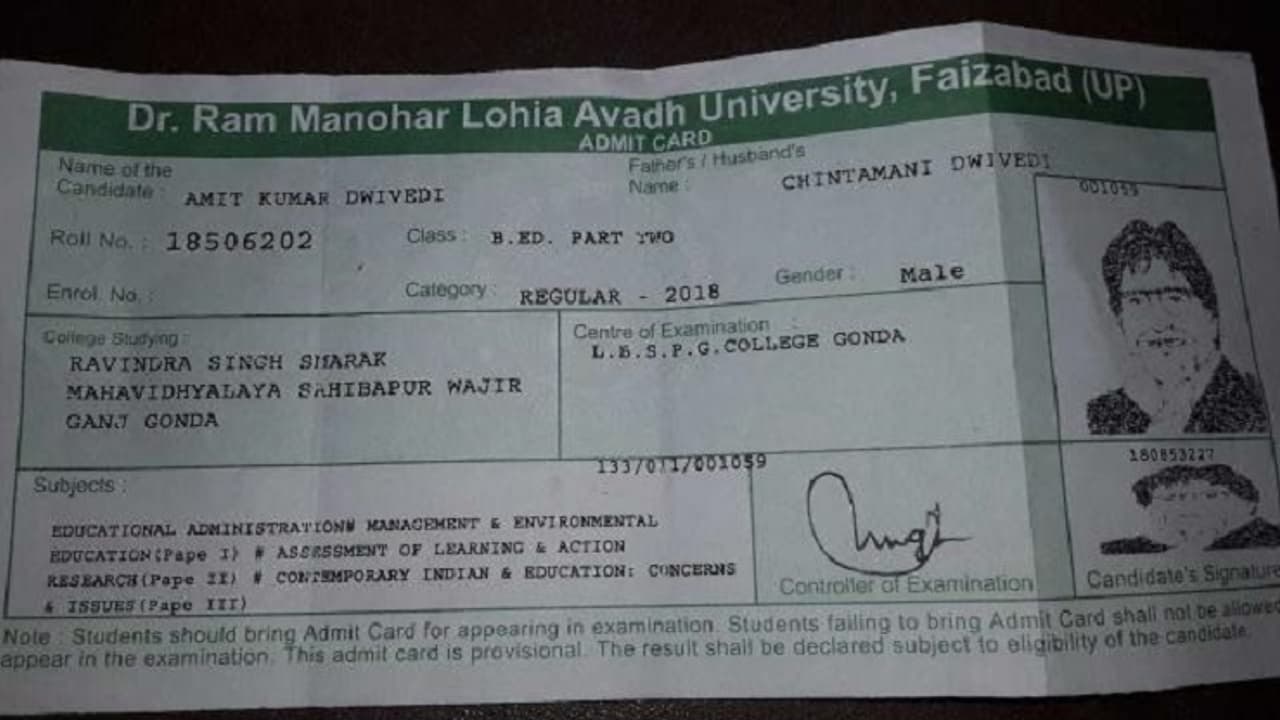 Dr. Ram Manohar Lohia Avadh University, Faizabad (UP)
ADMIT CARD
Name of the
Candidate : AMIT KUMAR DWIVEDI
Father's / Husband's
Name : CHINTAMANI DWIVEDI
001059
Roll No. : 18506202 Class : B.ED. PART TWO
Enrol. No. : Category : REGULAR - 2018 Gender : Male
College Studying :
RAVINDRA SINGH SMARAK
MAHAVIDHYALAYA SAHIBAPUR WAJIR
GANJ GONDA
Centre of Examination :
L.B.S.P.G.COLLEGE GONDA
133/011/001059
180853227
Subjects :
EDUCATIONAL ADMINISTRATION# MANAGEMENT & ENVIRONMENTAL
EDUCATION(Pape I) # ASSESSMENT OF LEARNING & ACTION
RESEARCH(Pape II) # CONTEMPORARY INDIAN & EDUCATION: CONCERNS
& ISSUES(Pape III)
Controller of Examination
Candidate's Signature
Note : Students should bring Admit Card for appearing in examination. Students failing to bring Admit Card shall not be allowed
appear in the examination. This admit card is provisional. The result shall be declared subject to eligibility of the candidate.